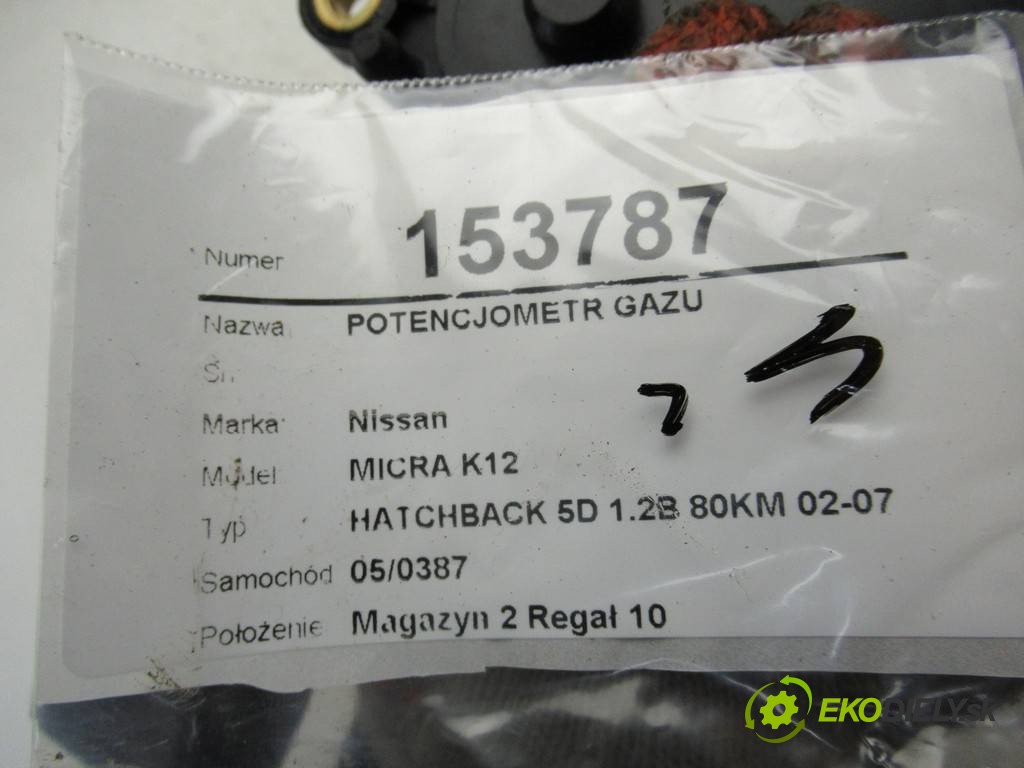 Numer 153787
Nazwa POTENCJOMETR GAZU
Marka Nissan
Model MICRA K12
Typ HATCHBACK 5D 1.2B 80KM 02-07
Samochód 05/0387
Położenie Magazyn 2 Regał 10
EKODIELY.sk